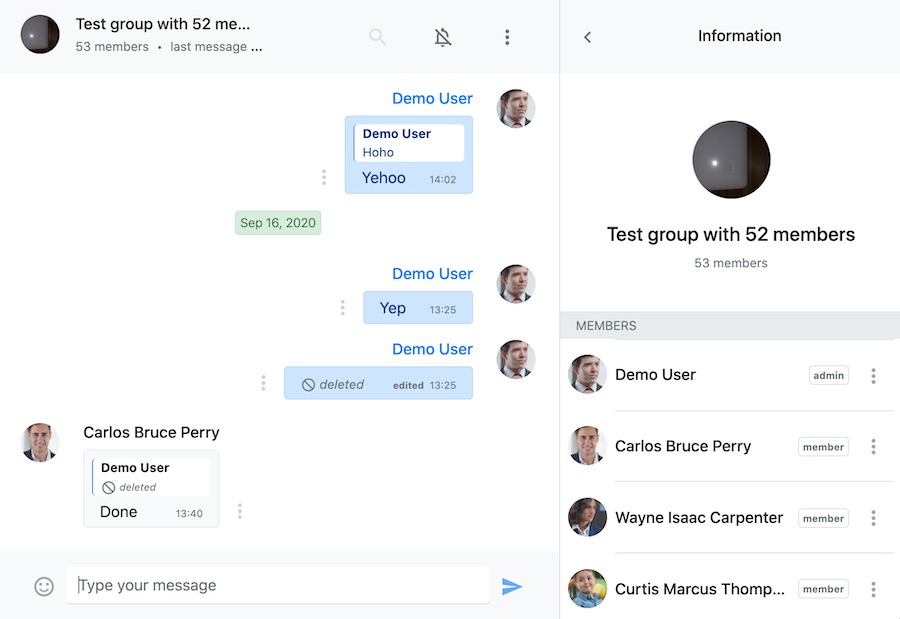 Test group with 52 me...
53 members • last message ...
Demo User
Demo User
Hoho
Yehoo 14:02
Sep 16, 2020
Demo User
Yep 13:25
Demo User
deleted edited 13:25
Carlos Bruce Perry
Demo User
deleted
Done 13:40
Type your message
Information
Test group with 52 members
53 members
MEMBERS
Demo User admin
Carlos Bruce Perry member
Wayne Isaac Carpenter member
Curtis Marcus Thomp... member